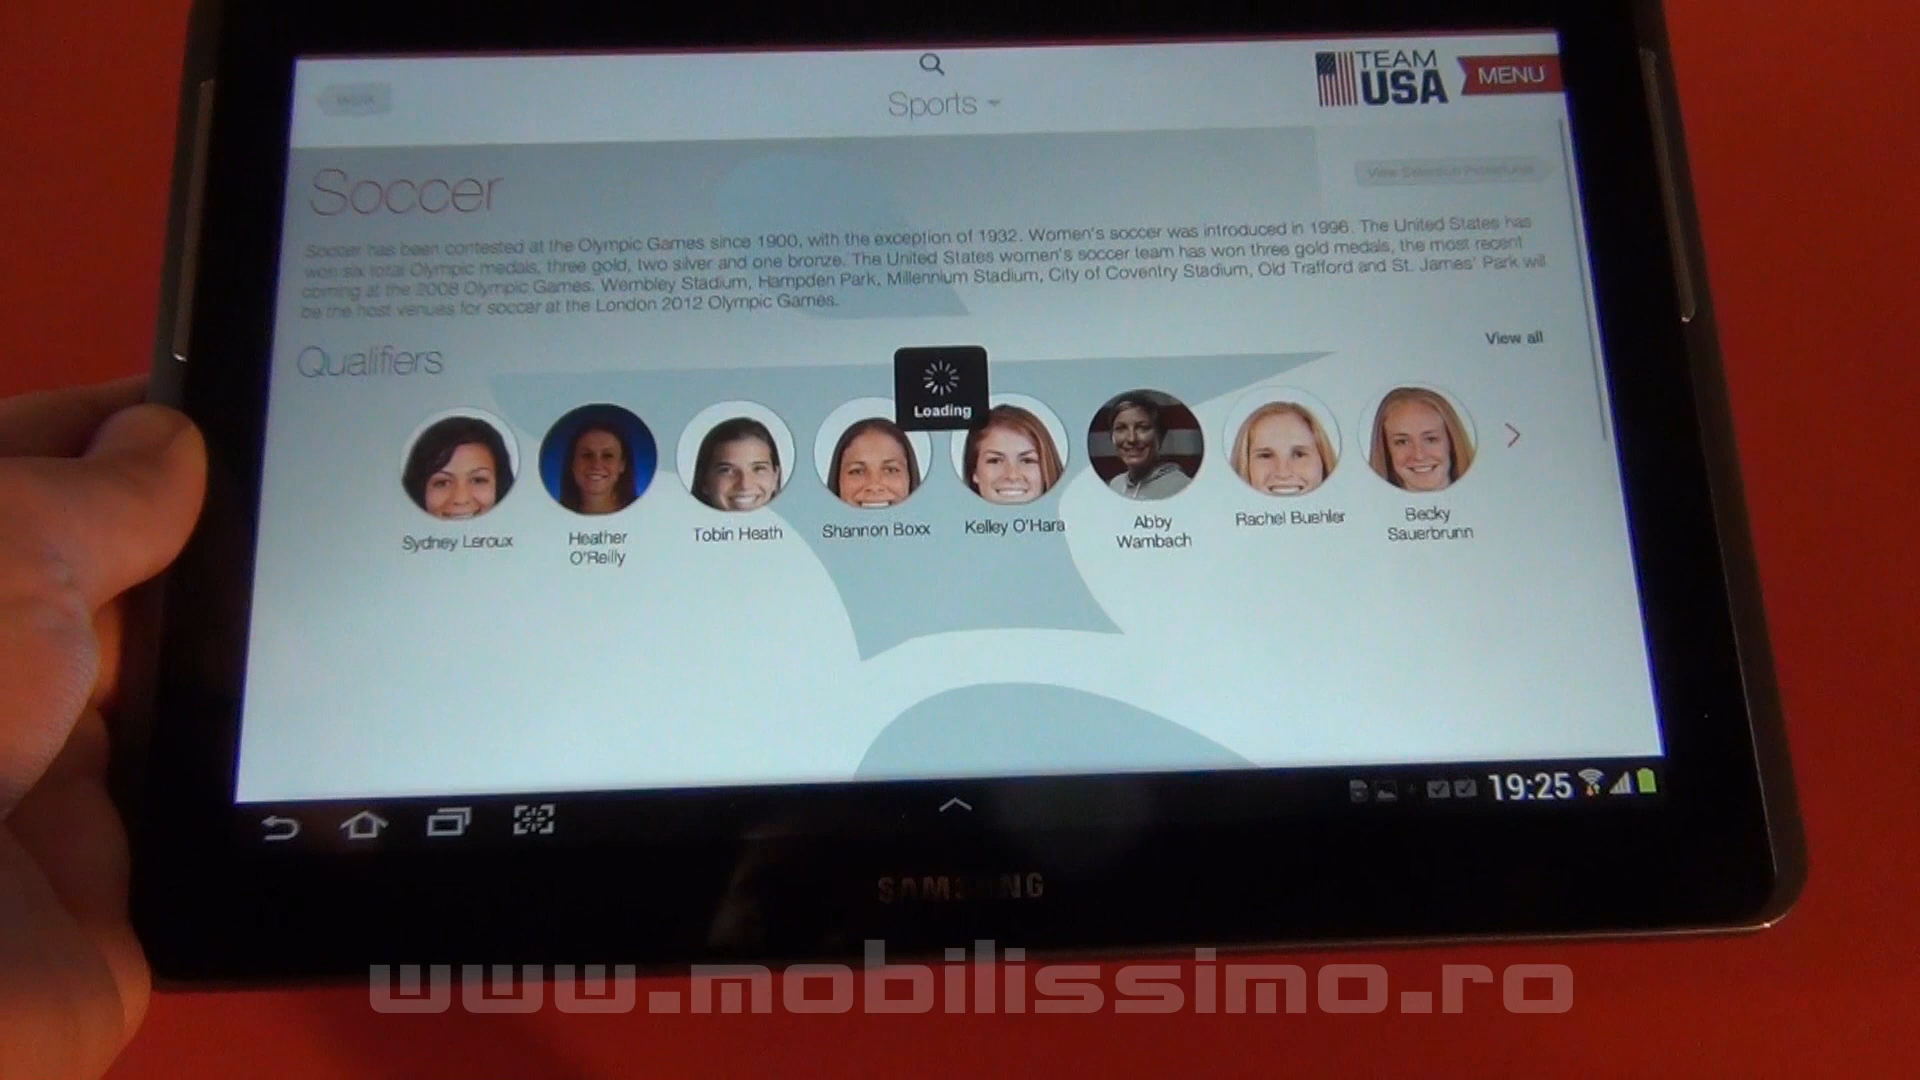 TEAM
USA
MENU
Sports
View Selection Procedures
Soccer
Soccer has been contested at the Olympic Games since 1900, with the exception of 1932. Women's soccer was introduced in 1996. The United States has
won six total Olympic medals, three gold, two silver and one bronze. The United States women's soccer team has won three gold medals, the most recent
coming at the 2008 Olympic Games. Wembley Stadium, Hampden Park, Millennium Stadium, City of Coventry Stadium, Old Trafford and St. James' Park will
be the host venues for soccer at the London 2012 Olympic Games.
Qualifiers
View all
Loading
Sydney Leroux
Heather
O'Reilly
Tobin Heath
Shannon Boxx
Kelley O'Hara
Abby
Wambach
Rachel Buehler
Becky
Sauerbrunn
19:25
SAMSUNG
www.mobilissimo.ro